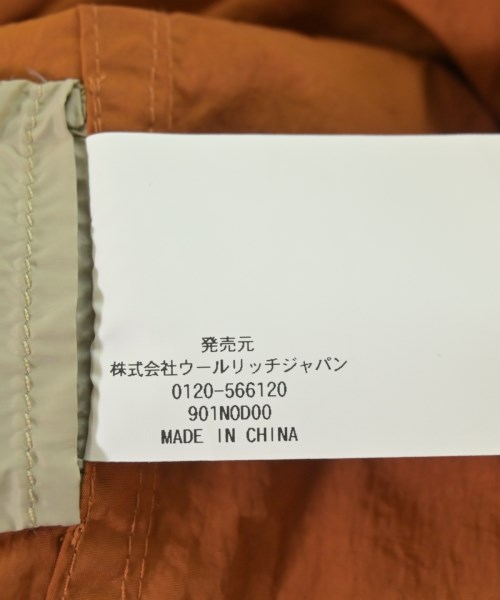 発売元
株式会社ウールリッチジャパン
0120-566120
901NOD00
MADE IN CHINA